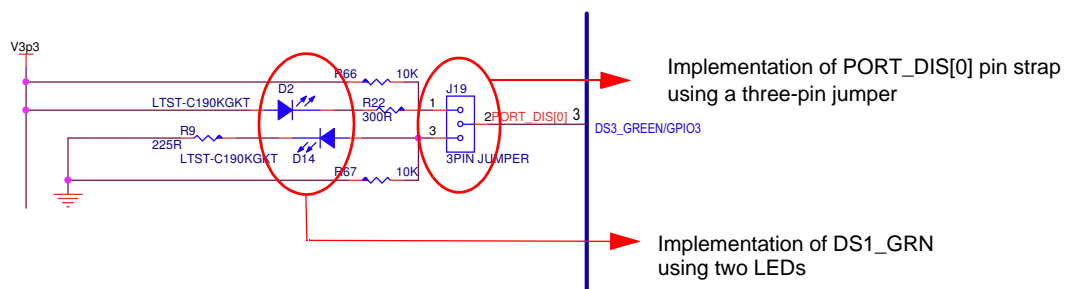 V3p3
R66
10K
D2
J19
LTST-C190KGKT
R22
300R
1
2
PORT_DIS[0]
3
DS3_GREEN/GPIO3
R9
225R
3
LTST-C190KGKT
D14
3PIN JUMPER
R67
10K
Implementation of PORT_DIS[0] pin strap
using a three-pin jumper
Implementation of DS1_GRN
using two LEDs